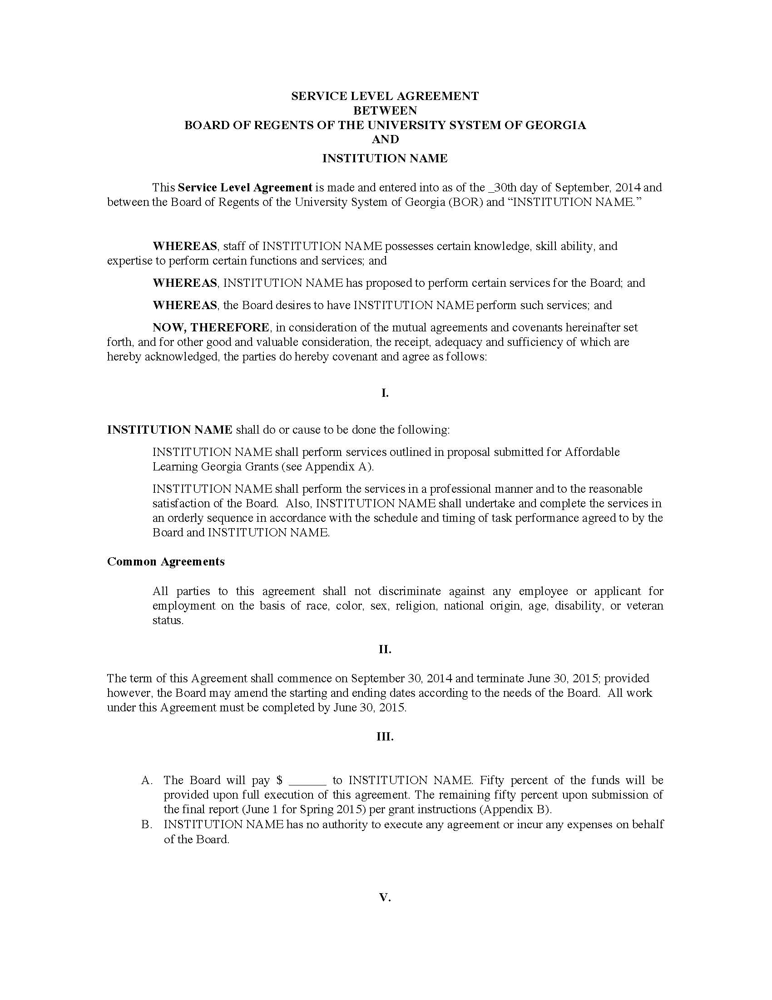 SERVICE LEVEL AGREEMENT
BETWEEN
BOARD OF REGENTS OF THE UNIVERSITY SYSTEM OF GEORGIA
AND
INSTITUTION NAME
This Service Level Agreement is made and entered into as of the _30th day of September, 2014 and
between the Board of Regents of the University System of Georgia (BOR) and “INSTITUTION NAME.”
WHEREAS, staff of INSTITUTION NAME possesses certain knowledge, skill ability, and
expertise to perform certain functions and services; and
WHEREAS, INSTITUTION NAME has proposed to perform certain services for the Board; and
WHEREAS, the Board desires to have INSTITUTION NAME perform such services; and
NOW, THEREFORE, in consideration of the mutual agreements and covenants hereinafter set
forth, and for other good and valuable consideration, the receipt, adequacy and sufficiency of which are
hereby acknowledged, the parties do hereby covenant and agree as follows:
I.
INSTITUTION NAME shall do or cause to be done the following:
INSTITUTION NAME shall perform services outlined in proposal submitted for Affordable
Learning Georgia Grants (see Appendix A).
INSTITUTION NAME shall perform the services in a professional manner and to the reasonable
satisfaction of the Board.  Also, INSTITUTION NAME shall undertake and complete the services in
an orderly sequence in accordance with the schedule and timing of task performance agreed to by the
Board and INSTITUTION NAME.
Common Agreements
All parties to this agreement shall not discriminate against any employee or applicant for
employment on the basis of race, color, sex, religion, national origin, age, disability, or veteran
status.
II.
The term of this Agreement shall commence on September 30, 2014 and terminate June 30, 2015; provided
however, the Board may amend the starting and ending dates according to the needs of the Board.  All work
under this Agreement must be completed by June 30, 2015.
III.
A. The Board will pay $ ______ to INSTITUTION NAME. Fifty percent of the funds will be
provided upon full execution of this agreement. The remaining fifty percent upon submission of
the final report (June 1 for Spring 2015) per grant instructions (Appendix B).
B. INSTITUTION NAME has no authority to execute any agreement or incur any expenses on behalf
of the Board.
V.